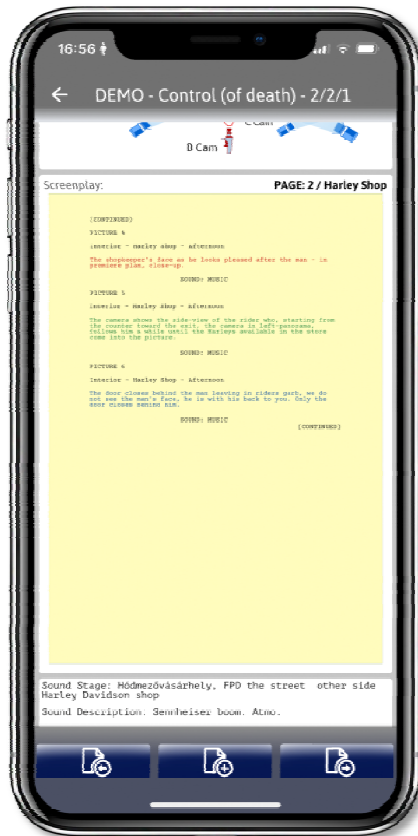 16:56
DEMO - Control (of death) - 2/2/1
C Cam
B Cam
Screenplay:
PAGE: 2 / Harley Shop
[CONTINUED]
PICTURE 4
Interior - Harley Shop - Afternoon
The shopkeeper's face as he looks pleased after the man - in
premiere plan, close-up.
SOUND: MUSIC
PICTURE 5
Interior - Harley Shop - Afternoon
The camera shows the side-view of the rider who, starting from
the counter toward the exit, the camera is left-panorama,
follows him a while until the Harleys available in the store
come into the picture.
SOUND: MUSIC
PICTURE 6
Interior - Harley Shop - Afternoon
The door closes behind the man leaving in riders garb, we do
not see the man's face, he is with his back to you. Only the
door closes behind him.
SOUND: MUSIC
[CONTINUED]
Sound Stage: Hódmezővásárhely, FPD the street other side
Harley Davidson shop
Sound Description: Sennheiser boom. Atmo.